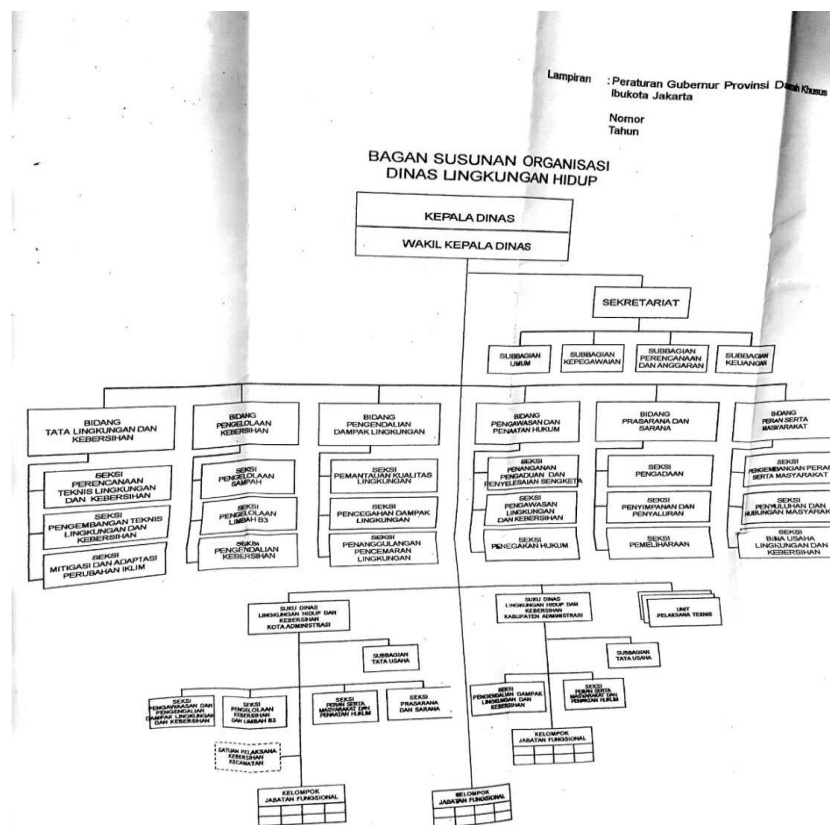 Lampiran : Peraturan Gubernur Provinsi Daerah Khusus
Ibukota Jakarta
Nomor
Tahun
BAGAN SUSUNAN ORGANISASI
DINAS LINGKUNGAN HIDUP
KEPALA DINAS
WAKIL KEPALA DINAS
SEKRETARIAT
SUBBAGIAN
UMUM
SUBBAGIAN
KEPEGAWAIAN
SUBBAGIAN
PERENCANAAN
DAN ANGGARAN
SUBBAGIAN
KEUANGAN
BIDANG
TATA LINGKUNGAN DAN
KEBERSIHAN
BIDANG
PENGELOLAAN
KEBERSIHAN
BIDANG
PENGENDALIAN
DAMPAK LINGKUNGAN
BIDANG
PENGAWASAN DAN
PENAATAN HUKUM
BIDANG
PRASARANA DAN
SARANA
BIDANG
PERAN SERTA
MASYARAKAT
SEKSI
PERENCANAAN
TEKNIS LINGKUNGAN
DAN KEBERSIHAN
SEKSI
PENGELOLAAN
SAMPAH
SEKSI
PEMANTAUAN KUALITAS
LINGKUNGAN
SEKSI
PENANGANAN
PENGADUAN DAN
PENYELESAIAN SENGKETA
SEKSI
PENGADAAN
SEKSI
PENGEMBANGAN PERAN
SERTA MASYARAKAT
SEKSI
PENGEMBANGAN TEKNIS
LINGKUNGAN DAN
KEBERSIHAN
SEKSI
PENGELOLAAN
LIMBAH B3
SEKSI
PENCEGAHAN DAMPAK
LINGKUNGAN
SEKSI
PENGAWASAN
LINGKUNGAN
DAN KEBERSIHAN
SEKSI
PENYIMPANAN DAN
PENYALURAN
SEKSI
PENYULUHAN DAN
HUBUNGAN MASYARAK
SEKSI
MITIGASI DAN ADAPTASI
PERUBAHAN IKLIM
SEKSI
PENGENDALIAN
KEBERSIHAN
SEKSI
PENANGGULANGAN
PENCEMARAN
LINGKUNGAN
SEKSI
PENEGAKAN HUKUM
SEKSI
PEMELIHARAAN
SEKSI
BINA USAHA
LINGKUNGAN DAN
KEBERSIHAN
SUKU DINAS
LINGKUNGAN HIDUP DAN
KEBERSIHAN
KOTA ADMINISTRASI
SUKU DINAS
LINGKUNGAN HIDUP DAM
KEBERSIHAN
KABUPATEN ADMINISTRASI
UNIT
PELAKSANA TEKNIS
SUBBAGIAN
TATA USAHA
SUBBAGIAN
TATA USAHA
SEKSI
PENGAWAASAN DAN
PENGENDALIAN
DAMPAK LINGKUNGAN
DAN KEBERSIHAN
SEKSI
PENGELOLAAN
KEBERSIHAN
DAN LIMBAH B3
SEKSI
PERAN SERTA
MASYARAKAT DAN
PENAATAN HUKUM
SEKSI
PRASARANA
DAN SARANA
SEKSI
PENGENDALIAN DAMPAK
LINGKUNGAN DAN
KEBERSIHAN
SEKSI
PERAN SERTA
MASYARAKAT DAN
PENAATAN HUKUM
SATUAN PELAKSANA
KEBERSIHAN
KECAMATAN
KELOMPOK
JABATAN FUNGSIONAL
KELOMPOK
JABATAN FUNGSIONAL
KELOMPOK
JABATAN FUNGSIONAL